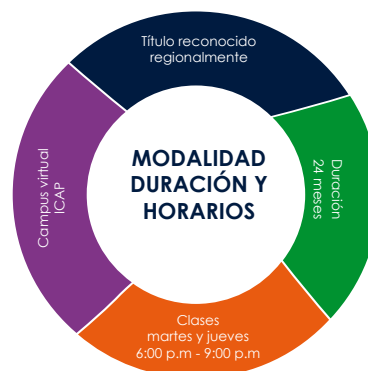 Título reconocido
regionalmente
MODALIDAD
DURACIÓN Y
HORARIOS
Duración
24 meses
Clases
martes y jueves
6:00 p.m - 9:00 p.m
Campus virtual
ICAP